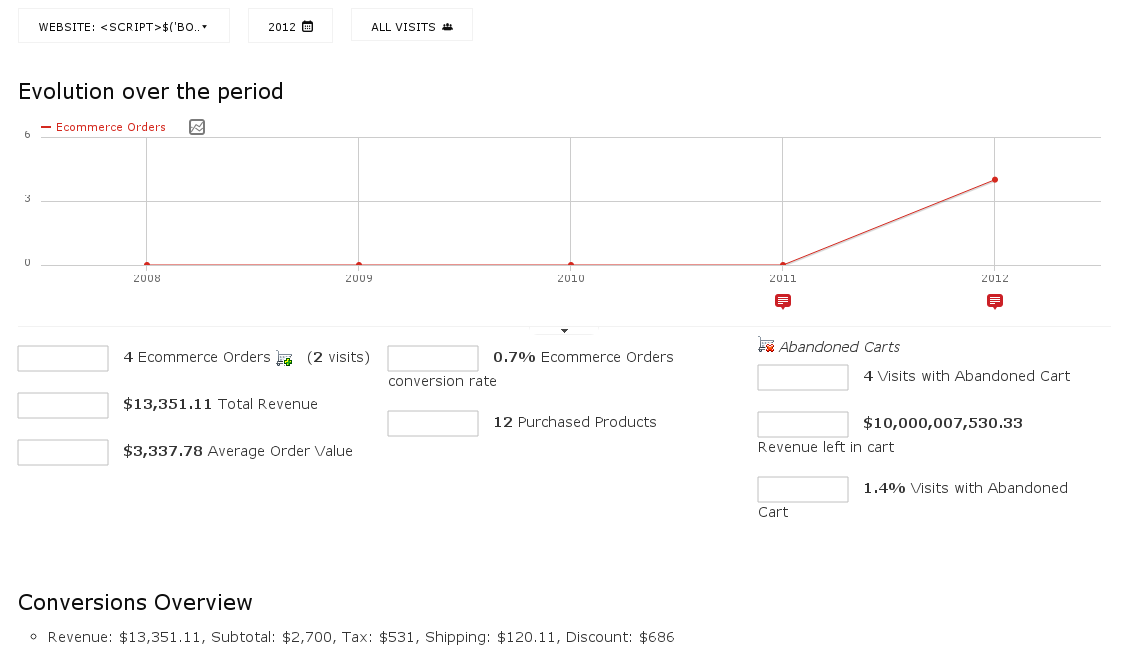 WEBSITE: <SCRIPT>$('BO.. 2012 ALL VISITS
Evolution over the period
Ecommerce Orders
6
3
0
2008 2009 2010 2011 2012
4 Ecommerce Orders (2 visits)
$13,351.11 Total Revenue
$3,337.78 Average Order Value
0.7% Ecommerce Orders
conversion rate
12 Purchased Products
Abandoned Carts
4 Visits with Abandoned Cart
$10,000,007,530.33
Revenue left in cart
1.4% Visits with Abandoned
Cart
Conversions Overview
Revenue: $13,351.11, Subtotal: $2,700, Tax: $531, Shipping: $120.11, Discount: $686